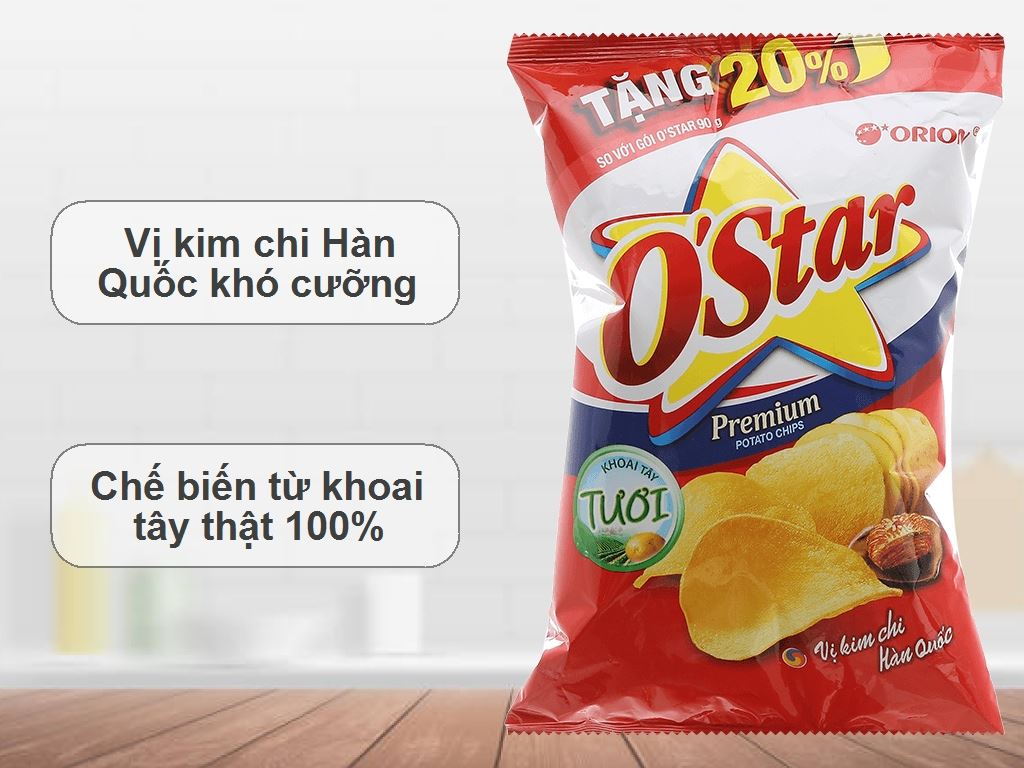 Vị kim chi Hàn
Quốc khó cưỡng
Chế biến từ khoai
tây thật 100%
TẶNG 20%
SO VỚI GÓI O'STAR 90 g
ORION
O'Star
Premium
POTATO CHIPS
KHOAI TÂY
TƯƠI
Vị kim chi
Hàn Quốc